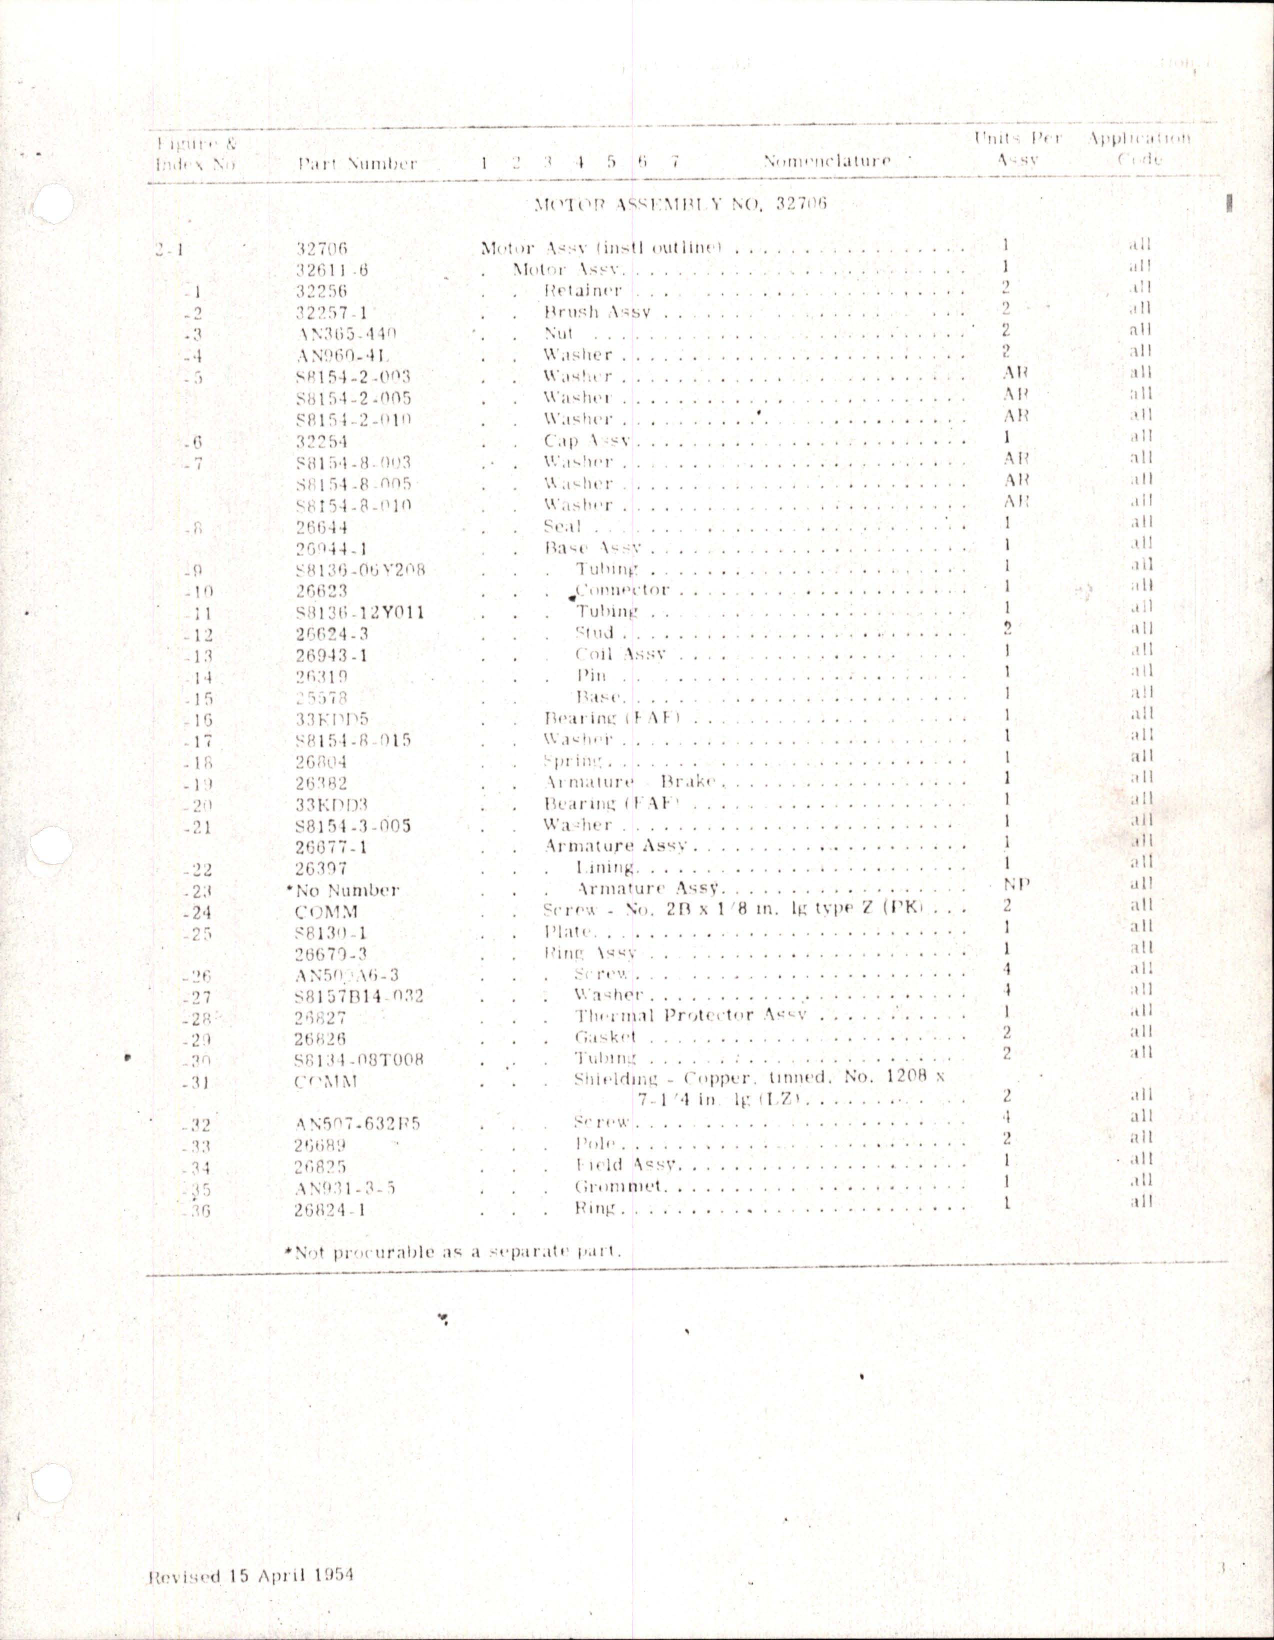 Figure & Units Per Application
Index No Part Number 1 2 3 4 5 6 7 Nomenclature Assy Code
MOTOR ASSEMBLY NO. 32706
2-1 32706 Motor Assy (instl outline) . . . . . . . . . . . . . . . . . 1 all
32611-6 . Motor Assy. . . . . . . . . . . . . . . . . . . . . . . . . 1 all
-1 32256 . . Retainer . . . . . . . . . . . . . . . . . . . . . . . . 2 all
-2 32257-1 . . Brush Assy . . . . . . . . . . . . . . . . . . . . . . 2 all
-3 AN365-440 . . Nut . . . . . . . . . . . . . . . . . . . . . . . . . . . 2 all
-4 AN960-4L . . Washer . . . . . . . . . . . . . . . . . . . . . . . . . 2 all
-5 S8154-2-003 . . Washer . . . . . . . . . . . . . . . . . . . . . . . . . AR all
S8154-2-005 . . Washer . . . . . . . . . . . . . . . . . . . . . . . . . AR all
S8154-2-010 . . Washer . . . . . . . . . . . . . . . . . . . . . . . . . AR all
-6 32254 . . Cap Assy. . . . . . . . . . . . . . . . . . . . . . . . 1 all
-7 S8154-8-003 . . Washer . . . . . . . . . . . . . . . . . . . . . . . . . AR all
S8154-8-005 . . Washer . . . . . . . . . . . . . . . . . . . . . . . . . AR all
S8154-8-010 . . Washer . . . . . . . . . . . . . . . . . . . . . . . . . AR all
-8 26644 . . Seal . . . . . . . . . . . . . . . . . . . . . . . . . . . 1 all
26944-1 . . Base Assy . . . . . . . . . . . . . . . . . . . . . . . 1 all
-9 S8136-06Y208 . . . Tubing . . . . . . . . . . . . . . . . . . . . . . . 1 all
-10 26623 . . . Connector . . . . . . . . . . . . . . . . . . . . . 1 all
-11 S8136-12Y011 . . . Tubing . . . . . . . . . . . . . . . . . . . . . . . 1 all
-12 26624-3 . . . Stud . . . . . . . . . . . . . . . . . . . . . . . . . 2 all
-13 26943-1 . . . Coil Assy . . . . . . . . . . . . . . . . . . . . . 1 all
-14 26319 . . . Pin . . . . . . . . . . . . . . . . . . . . . . . . . 1 all
-15 25578 Base. . . . . . . . . . . . . . . . . . . . . . . . . 1 all
-16 33KDD5 . . Bearing (FAF) . . . . . . . . . . . . . . . . . . . . 1 all
-17 S8154-8-015 . . Washer . . . . . . . . . . . . . . . . . . . . . . . . . 1 all
-18 26804 . . Spring. . . . . . . . . . . . . . . . . . . . . . . . . . 1 all
-19 26382 . . Armature Brake. . . . . . . . . . . . . . . . . . 1 all
-20 33KDD3 . . Bearing (FAF) . . . . . . . . . . . . . . . . . . . . 1 all
-21 S8154-3-005 . . Washer . . . . . . . . . . . . . . . . . . . . . . . . 1 all
26677-1 . . Armature Assy. . . . . . . . . . . . . . . . . . . . 1 all
-22 26397 . . . Lining. . . . . . . . . . . . . . . . . . . . . . . . 1 all
-23 *No Number . . . Armature Assy. . . . . . . . . . . . . . . . . . NP all
-24 COMM . . Screw - No. 2B x 1/8 in. lg type Z (PK) . . . 2 all
-25 S8130-1 . . Plate. . . . . . . . . . . . . . . . . . . . . . . . . . . 1 all
26679-3 . . Ring Assy . . . . . . . . . . . . . . . . . . . . . . . 1 all
-26 AN500A6-3 . . . Screw. . . . . . . . . . . . . . . . . . . . . . . . 4 all
-27 S8157B14-032 . . . Washer. . . . . . . . . . . . . . . . . . . . . . . 4 all
-28 26827 . . . Thermal Protector Assy . . . . . . . . . . . 1 all
-29 26826 . . . Gasket . . . . . . . . . . . . . . . . . . . . . . . 2 all
-30 S8134-08T008 . . . Tubing . . . . . . . . . . . . . . . . . . . . . . . 2 all
-31 COMM . . . Shielding - Copper, tinned, No. 1208 x
7-1/4 in. lg (LZ). . . . . . . . . . . . 2 all
-32 AN507-632R5 . . . Screw. . . . . . . . . . . . . . . . . . . . . . . . 4 all
-33 26689 . . . Pole. . . . . . . . . . . . . . . . . . . . . . . . . 2 all
-34 26825 . . . Field Assy. . . . . . . . . . . . . . . . . . . . . 1 all
-35 AN931-3-5 . . . Grommet. . . . . . . . . . . . . . . . . . . . . . 1 all
-36 26824-1 . . . Ring. . . . . . . . . . . . . . . . . . . . . . . . . 1 all
*Not procurable as a separate part.
Revised 15 April 1954 3